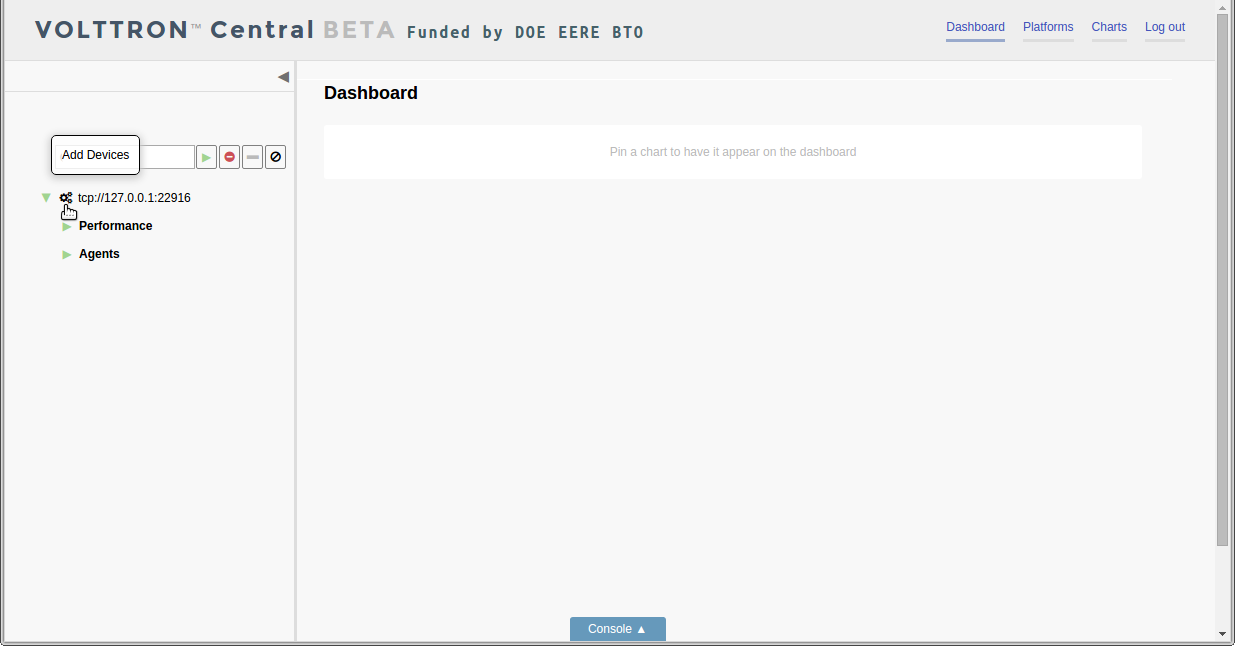 VOLTTRON™ Central BETA Funded by DOE EERE BTO
Dashboard Platforms Charts Log out
Dashboard
Add Devices
Pin a chart to have it appear on the dashboard
tcp://127.0.0.1:22916
Performance
Agents
Console ▲